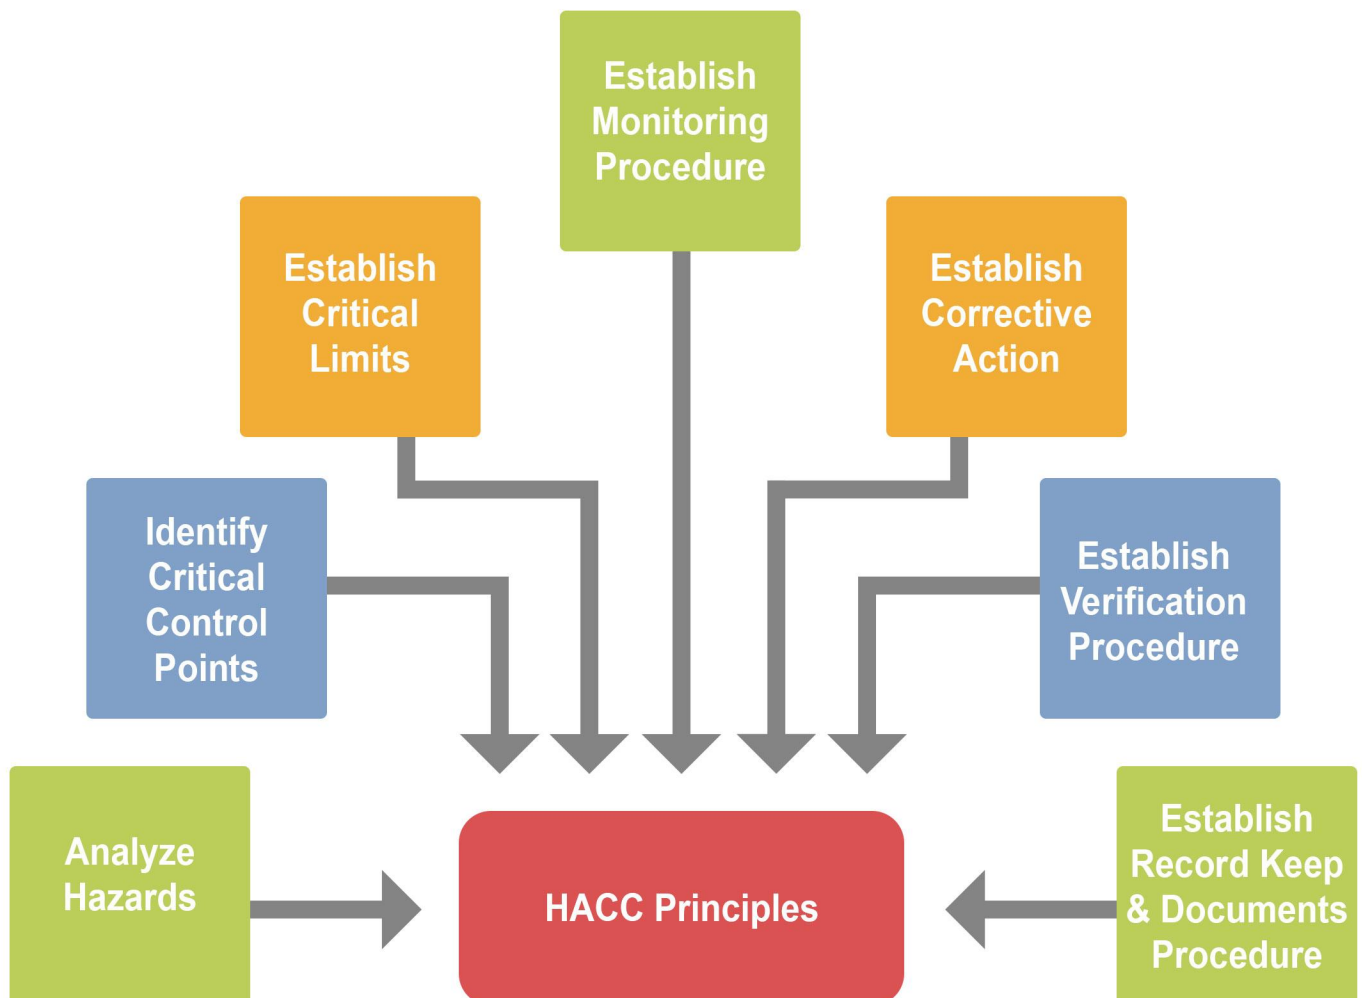 Establish
Monitoring
Procedure
Establish
Critical
Limits
Establish
Corrective
Action
Identify
Critical
Control
Points
Establish
Verification
Procedure
Analyze
Hazards
HACC Principles
Establish
Record Keep
& Documents
Procedure